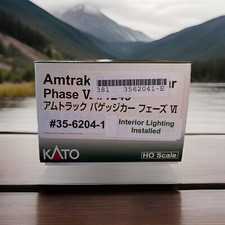 Amtrak
381 3562041-E
Phase
アムトラック バゲッジカー フェーズ Ⅵ
#35-6204-1
Interior Lighting
Installed
KATO
HO Scale